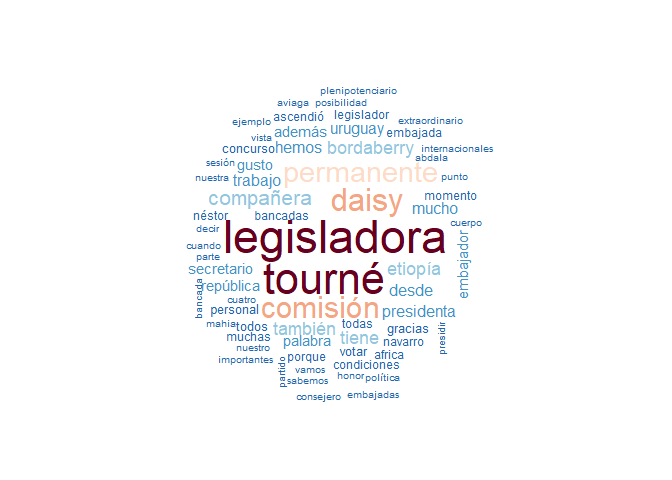 plenipotenciario
aviaga posibilidad
ascendió legislador
ejemplo extraordinario
además uruguay embajada
vista
concurso hemos bordaberry internacionales
sesión gusto abdala
nuestra trabajo permanente punto
compañera daisy momento
mucho
néstor bancadas
decir legisladora cuerpo
cuando
parte
secretario tourné etiopía embajador
república desde
bancada
personal comisión presidenta
cuatro
mahía todos también todas gracias
muchas palabra tiene navarro presidir
nuestro
importantes porque votar africa
partido vamos condiciones
sabemos honor política
consejero embajadas